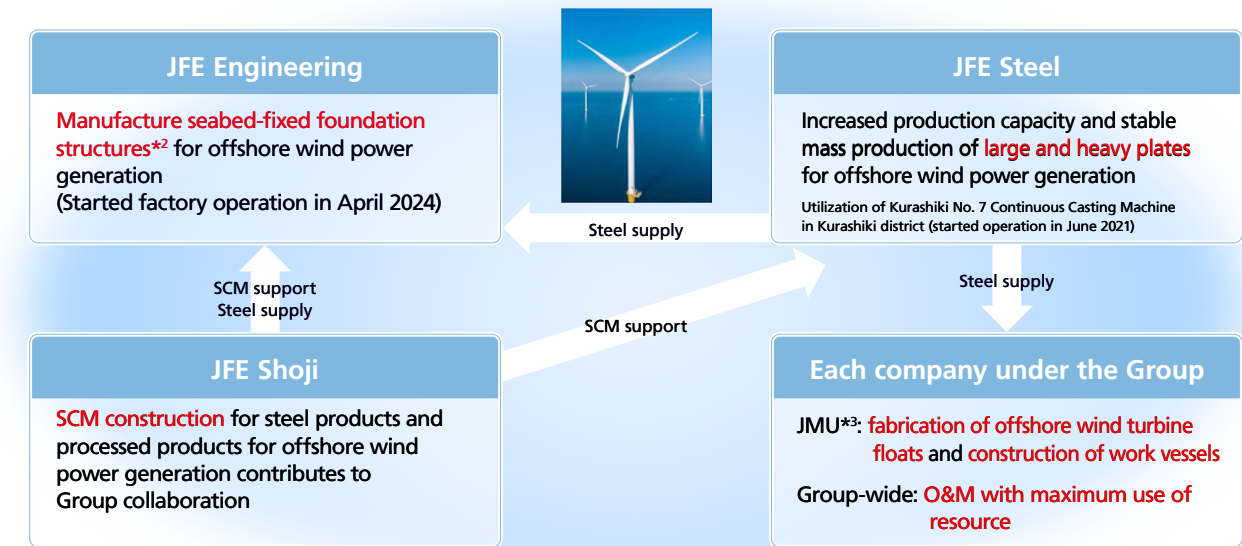 JFE Engineering
Manufacture seabed-fixed foundation
structures*2 for offshore wind power
generation
(Started factory operation in April 2024)
JFE Steel
Increased production capacity and stable
mass production of large and heavy plates
for offshore wind power generation
Utilization of Kurashiki No. 7 Continuous Casting Machine
in Kurashiki district (started operation in June 2021)
Steel supply
SCM support
Steel supply
SCM support
Steel supply
JFE Shoji
SCM construction for steel products and
processed products for offshore wind
power generation contributes to
Group collaboration
Each company under the Group
JMU*3: fabrication of offshore wind turbine
floats and construction of work vessels
Group-wide: O&M with maximum use of
resource